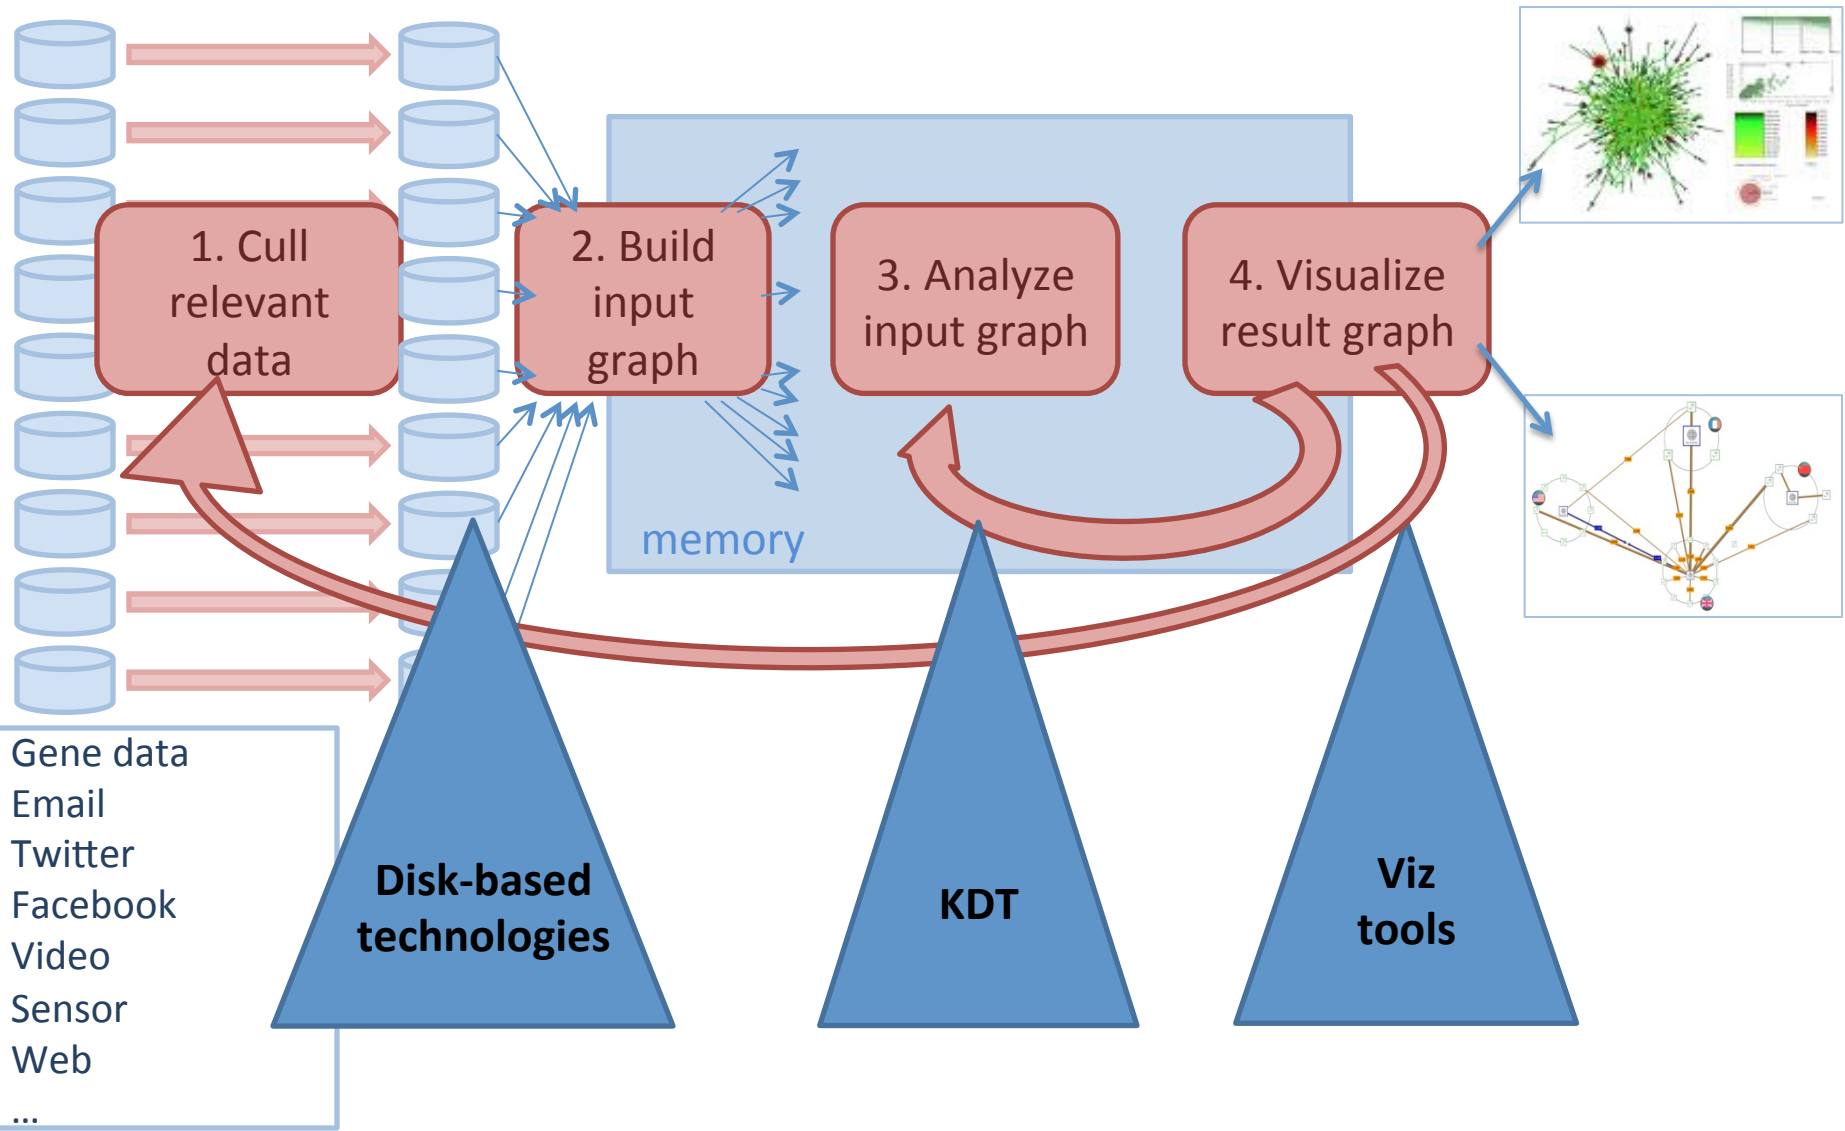 1. Cull
relevant
data
2. Build
input
graph
3. Analyze
input graph
4. Visualize
result graph
memory
Gene data
Email
Twitter
Facebook
Video
Sensor
Web
...
Disk-based
technologies
KDT
Viz
tools